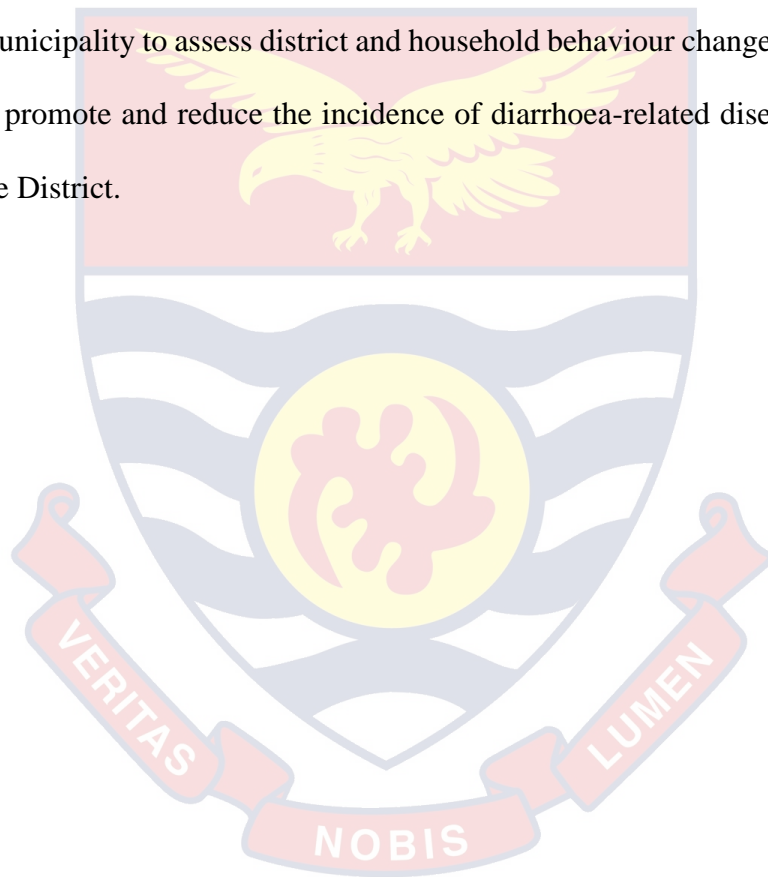 unicipality to assess district and household behaviour change
promote and reduce the incidence of diarrhoea-related dise
e District.
VERITAS
NOBIS
LUMEN